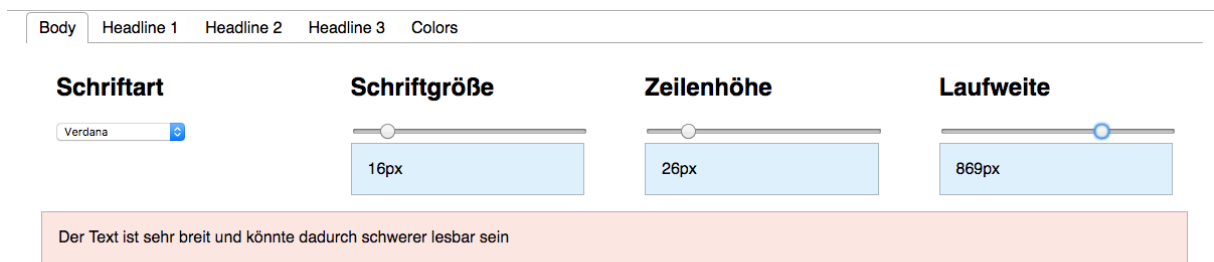 Body Headline 1 Headline 2 Headline 3 Colors
Schriftart Schriftgröße Zeilenhöhe Laufweite
Verdana
16px 26px 869px
Der Text ist sehr breit und könnte dadurch schwerer lesbar sein